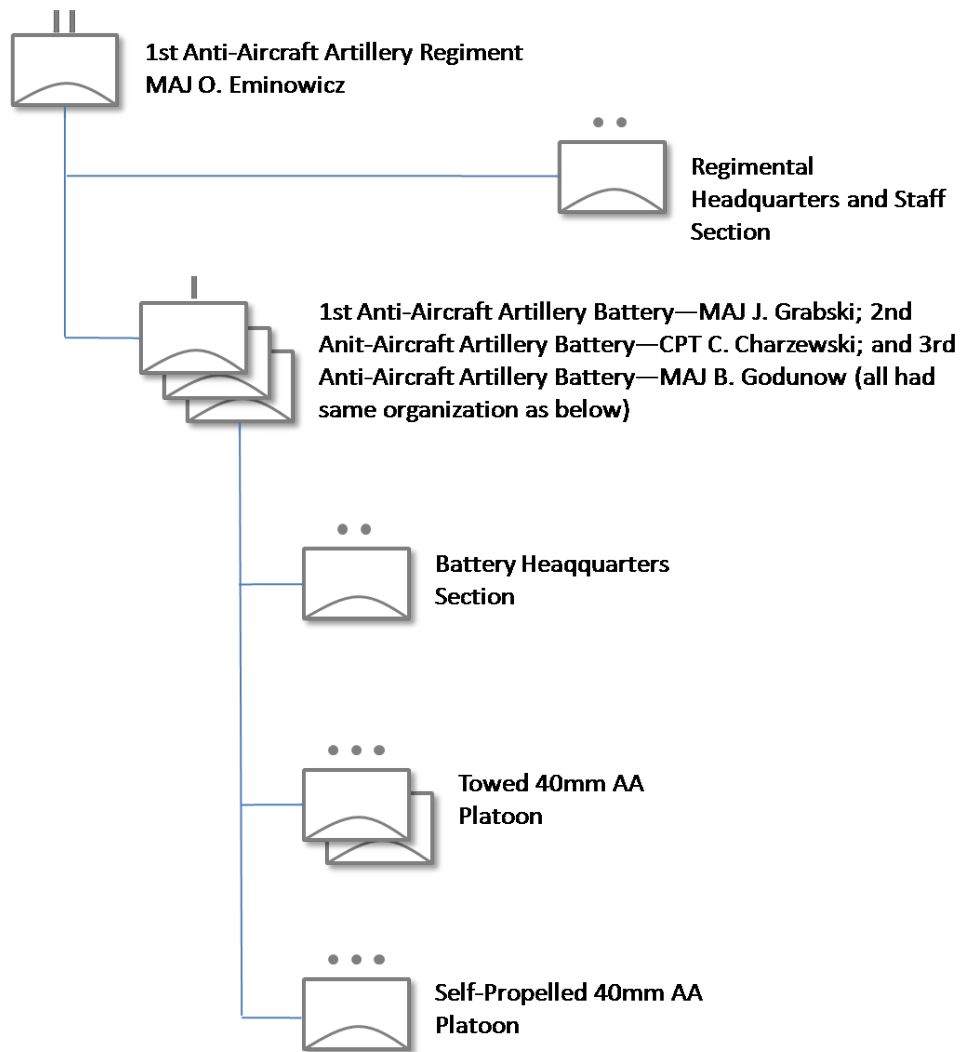 1st Anti-Aircraft Artillery Regiment
MAJ O. Eminowicz
Regimental
Headquarters and Staff
Section
1st Anti-Aircraft Artillery Battery—MAJ J. Grabski; 2nd
Anit-Aircraft Artillery Battery—CPT C. Charzewski; and 3rd
Anti-Aircraft Artillery Battery—MAJ B. Godunow (all had
same organization as below)
Battery Heaqquarters
Section
Towed 40mm AA
Platoon
Self-Propelled 40mm AA
Platoon